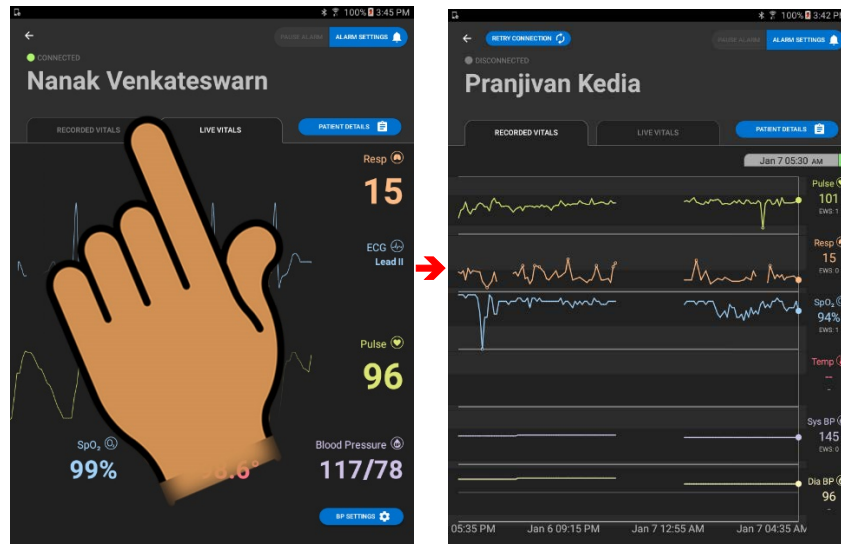 100% 3:45 PM
PAUSE ALARM ALARM SETTINGS
CONNECTED
Nanak Venkateswarn
RECORDED VITALS LIVE VITALS PATIENT DETAILS
Resp
15
ECG
Lead II
Pulse
96
SpO₂ Blood Pressure
99% 98.6° 117/78
BP SETTINGS
100% 3:42 PM
RETRY CONNECTION PAUSE ALARM ALARM SETTINGS
DISCONNECTED
Pranjivan Kedia
RECORDED VITALS LIVE VITALS PATIENT DETAILS
Jan 7 05:30 AM
Pulse
101
EWS: 1
Resp
15
EWS: 0
SpO₂
94%
EWS: 1
Temp
--
-
Sys BP
145
EWS: 0
Dia BP
96
-
05:35 PM Jan 6 09:15 PM Jan 7 12:55 AM Jan 7 04:35 AM